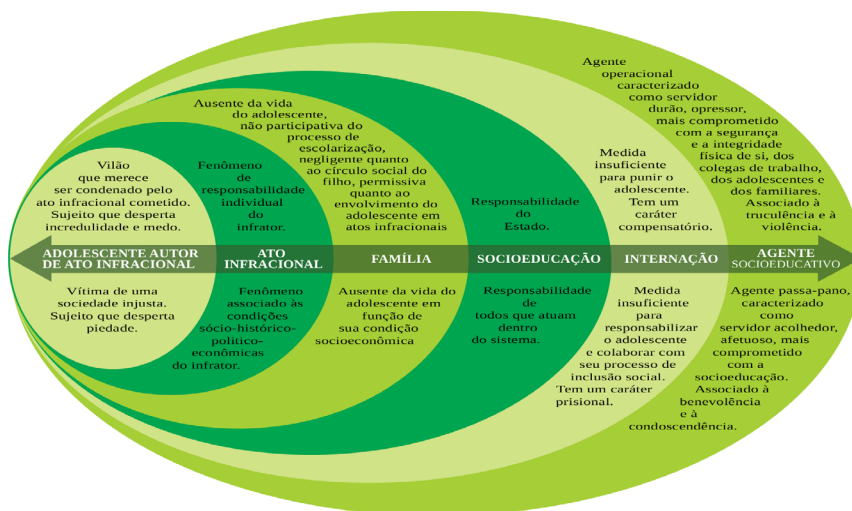 Vilão
que merece
ser condenado pelo
ato infracional cometido.
Sujeito que desperta
incredulidade e medo.
ADOLESCENTE AUTOR
DE ATO INFRACIONAL
Vítima de uma
sociedade injusta.
Sujeito que desperta
piedade.
Fenômeno
de
responsabilidade
individual
do
infrator.
ATO
INFRACIONAL
Fenômeno
associado às
condições
sócio-histórico-
político-
econômicas
do infrator.
Ausente da vida
do adolescente,
não participativa do
processo de
escolarização,
negligente quanto
ao círculo social do
filho, permissiva
quanto ao
envolvimento do
adolescente em
atos infracionais
FAMÍLIA
Ausente da vida do
adolescente em
função de
sua condição
socioeconômica
Responsabilidade
do
Estado.
SOCIOEDUCAÇÃO
Responsabilidade
de
todos que atuam
dentro
do sistema.
Medida
insuficiente
para punir o
adolescente.
Tem um
caráter
compensatório.
INTERNAÇÃO
Medida
insuficiente
para
responsabilizar
o adolescente
e colaborar com
seu processo de
inclusão social.
Tem um caráter
prisional.
Agente
operacional
caracterizado
como servidor
durão, opressor,
mais comprometido
com a segurança
e a integridade
física de si, dos
colegas de trabalho,
dos adolescentes e
dos familiares.
Associado à
truculência e à
violência.
AGENTE
SOCIOEDUCATIVO
Agente passa-pano,
caracterizado
como
servidor acolhedor,
afetuoso, mais
comprometido
com a
socioeducação.
Associado à
benevolência
e à
condoscendência.